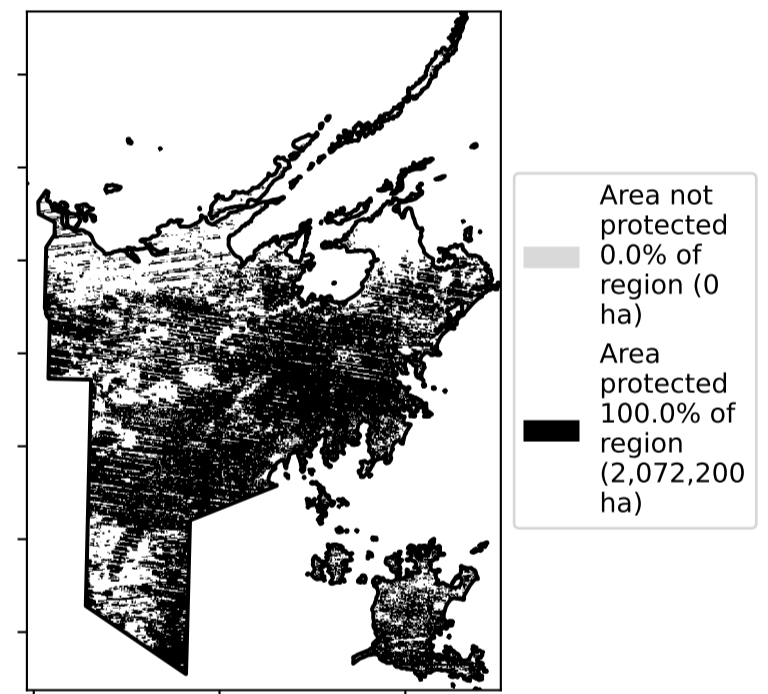 Area not
protected
0.0% of
region (0
ha)
Area
protected
100.0% of
region
(2,072,200
ha)